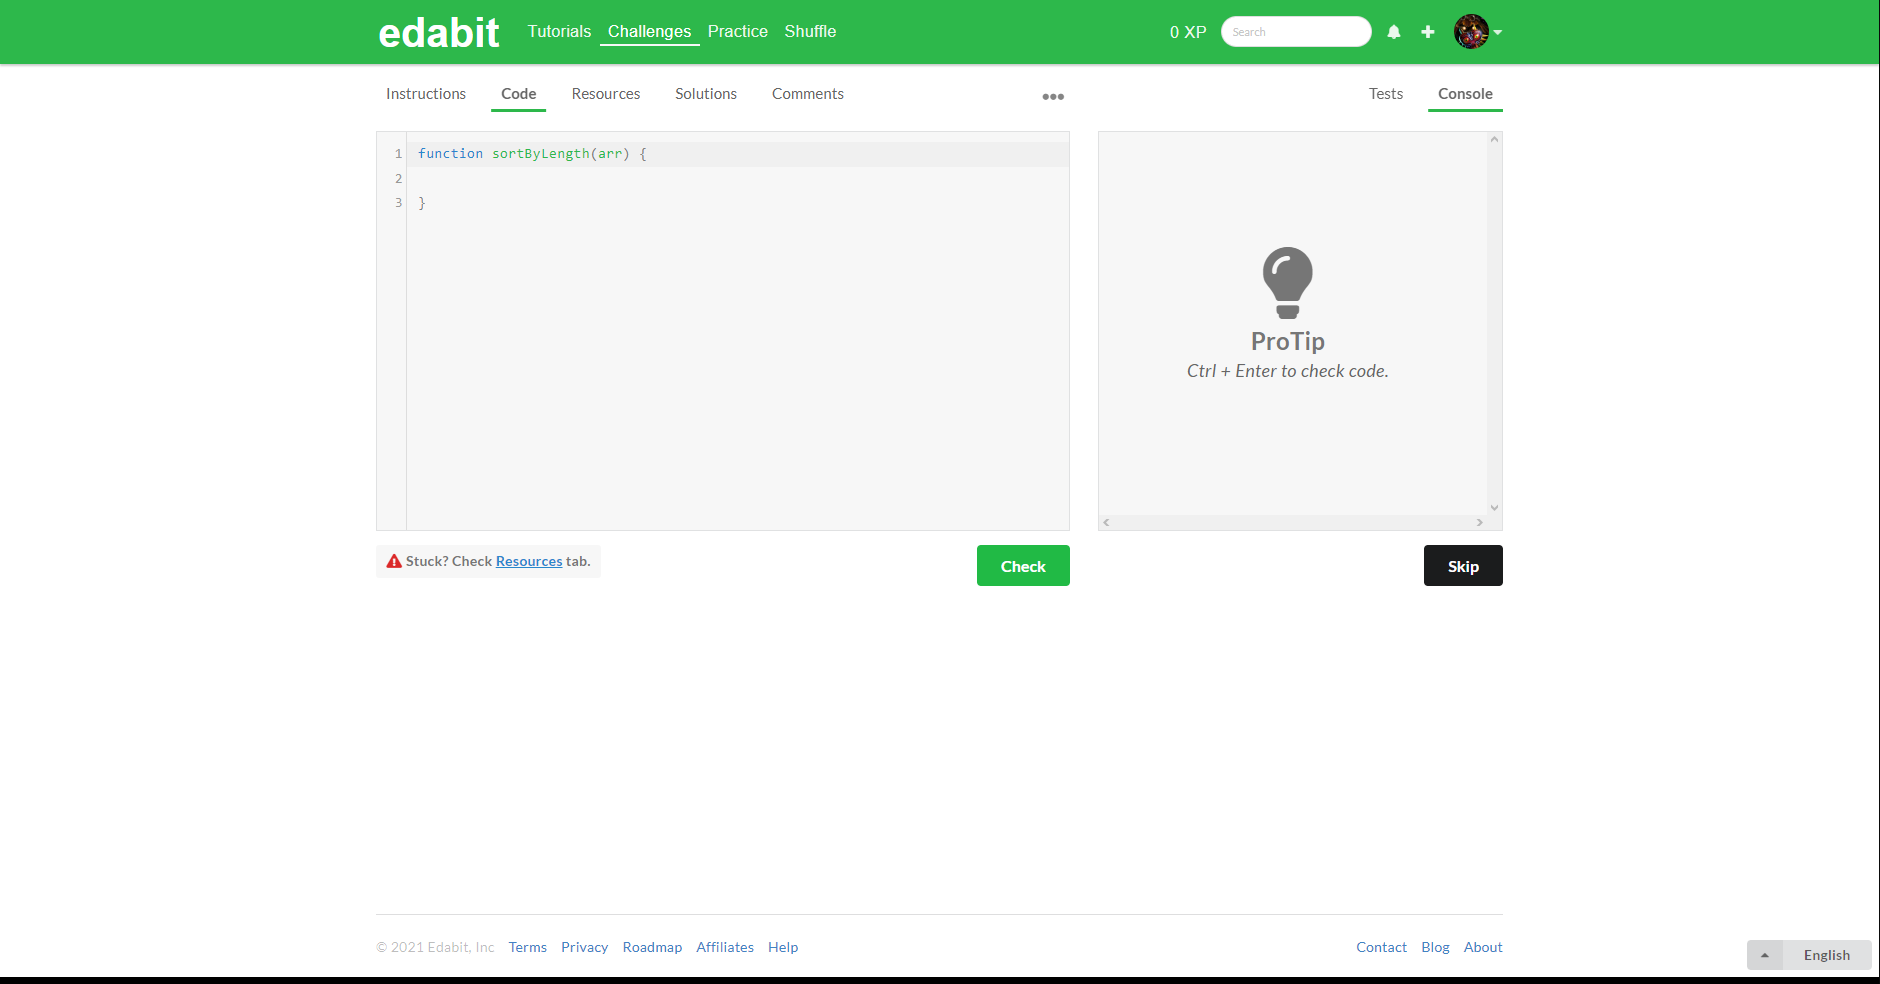 edabit Tutorials Challenges Practice Shuffle 0 XP Search
Instructions Code Resources Solutions Comments Tests Console
1 function sortByLength(arr) {
2
3 }
ProTip
Ctrl + Enter to check code.
Stuck? Check Resources tab. Check Skip
© 2021 Edabit, Inc Terms Privacy Roadmap Affiliates Help Contact Blog About
English